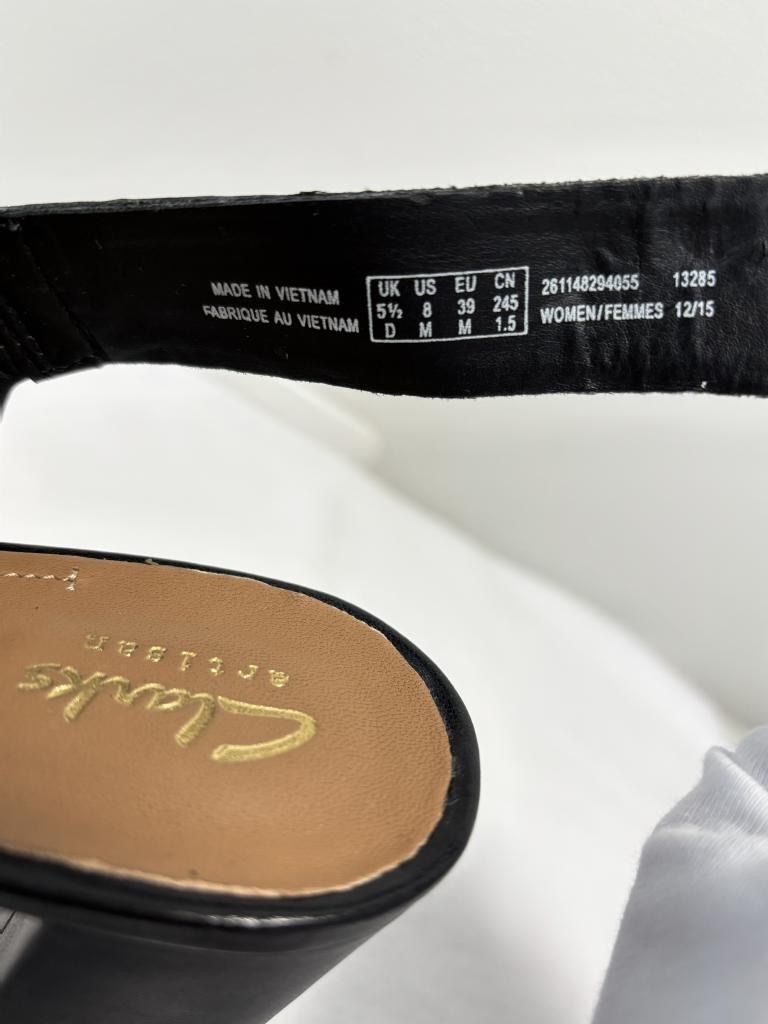 MADE IN VIETNAM
FABRIQUE AU VIETNAM
UK US EU CN
5½ 8 39 245
D M M 1.5
261148294055 13285
WOMEN/FEMMES 12/15
Clarks
artisan